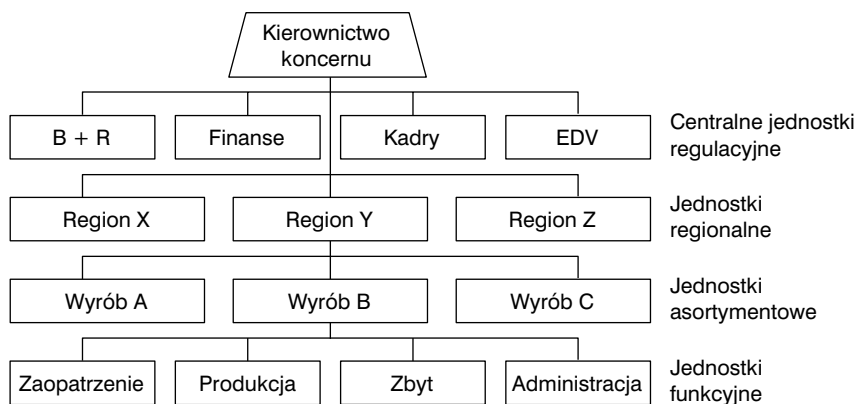 Kierownictwo
koncernu
B + R
Finanse
Kadry
EDV
Centralne jednostki
regulacyjne
Region X
Region Y
Region Z
Jednostki
regionalne
Wyrób A
Wyrób B
Wyrób C
Jednostki
asortymentowe
Zaopatrzenie
Produkcja
Zbyt
Administracja
Jednostki
funkcyjne